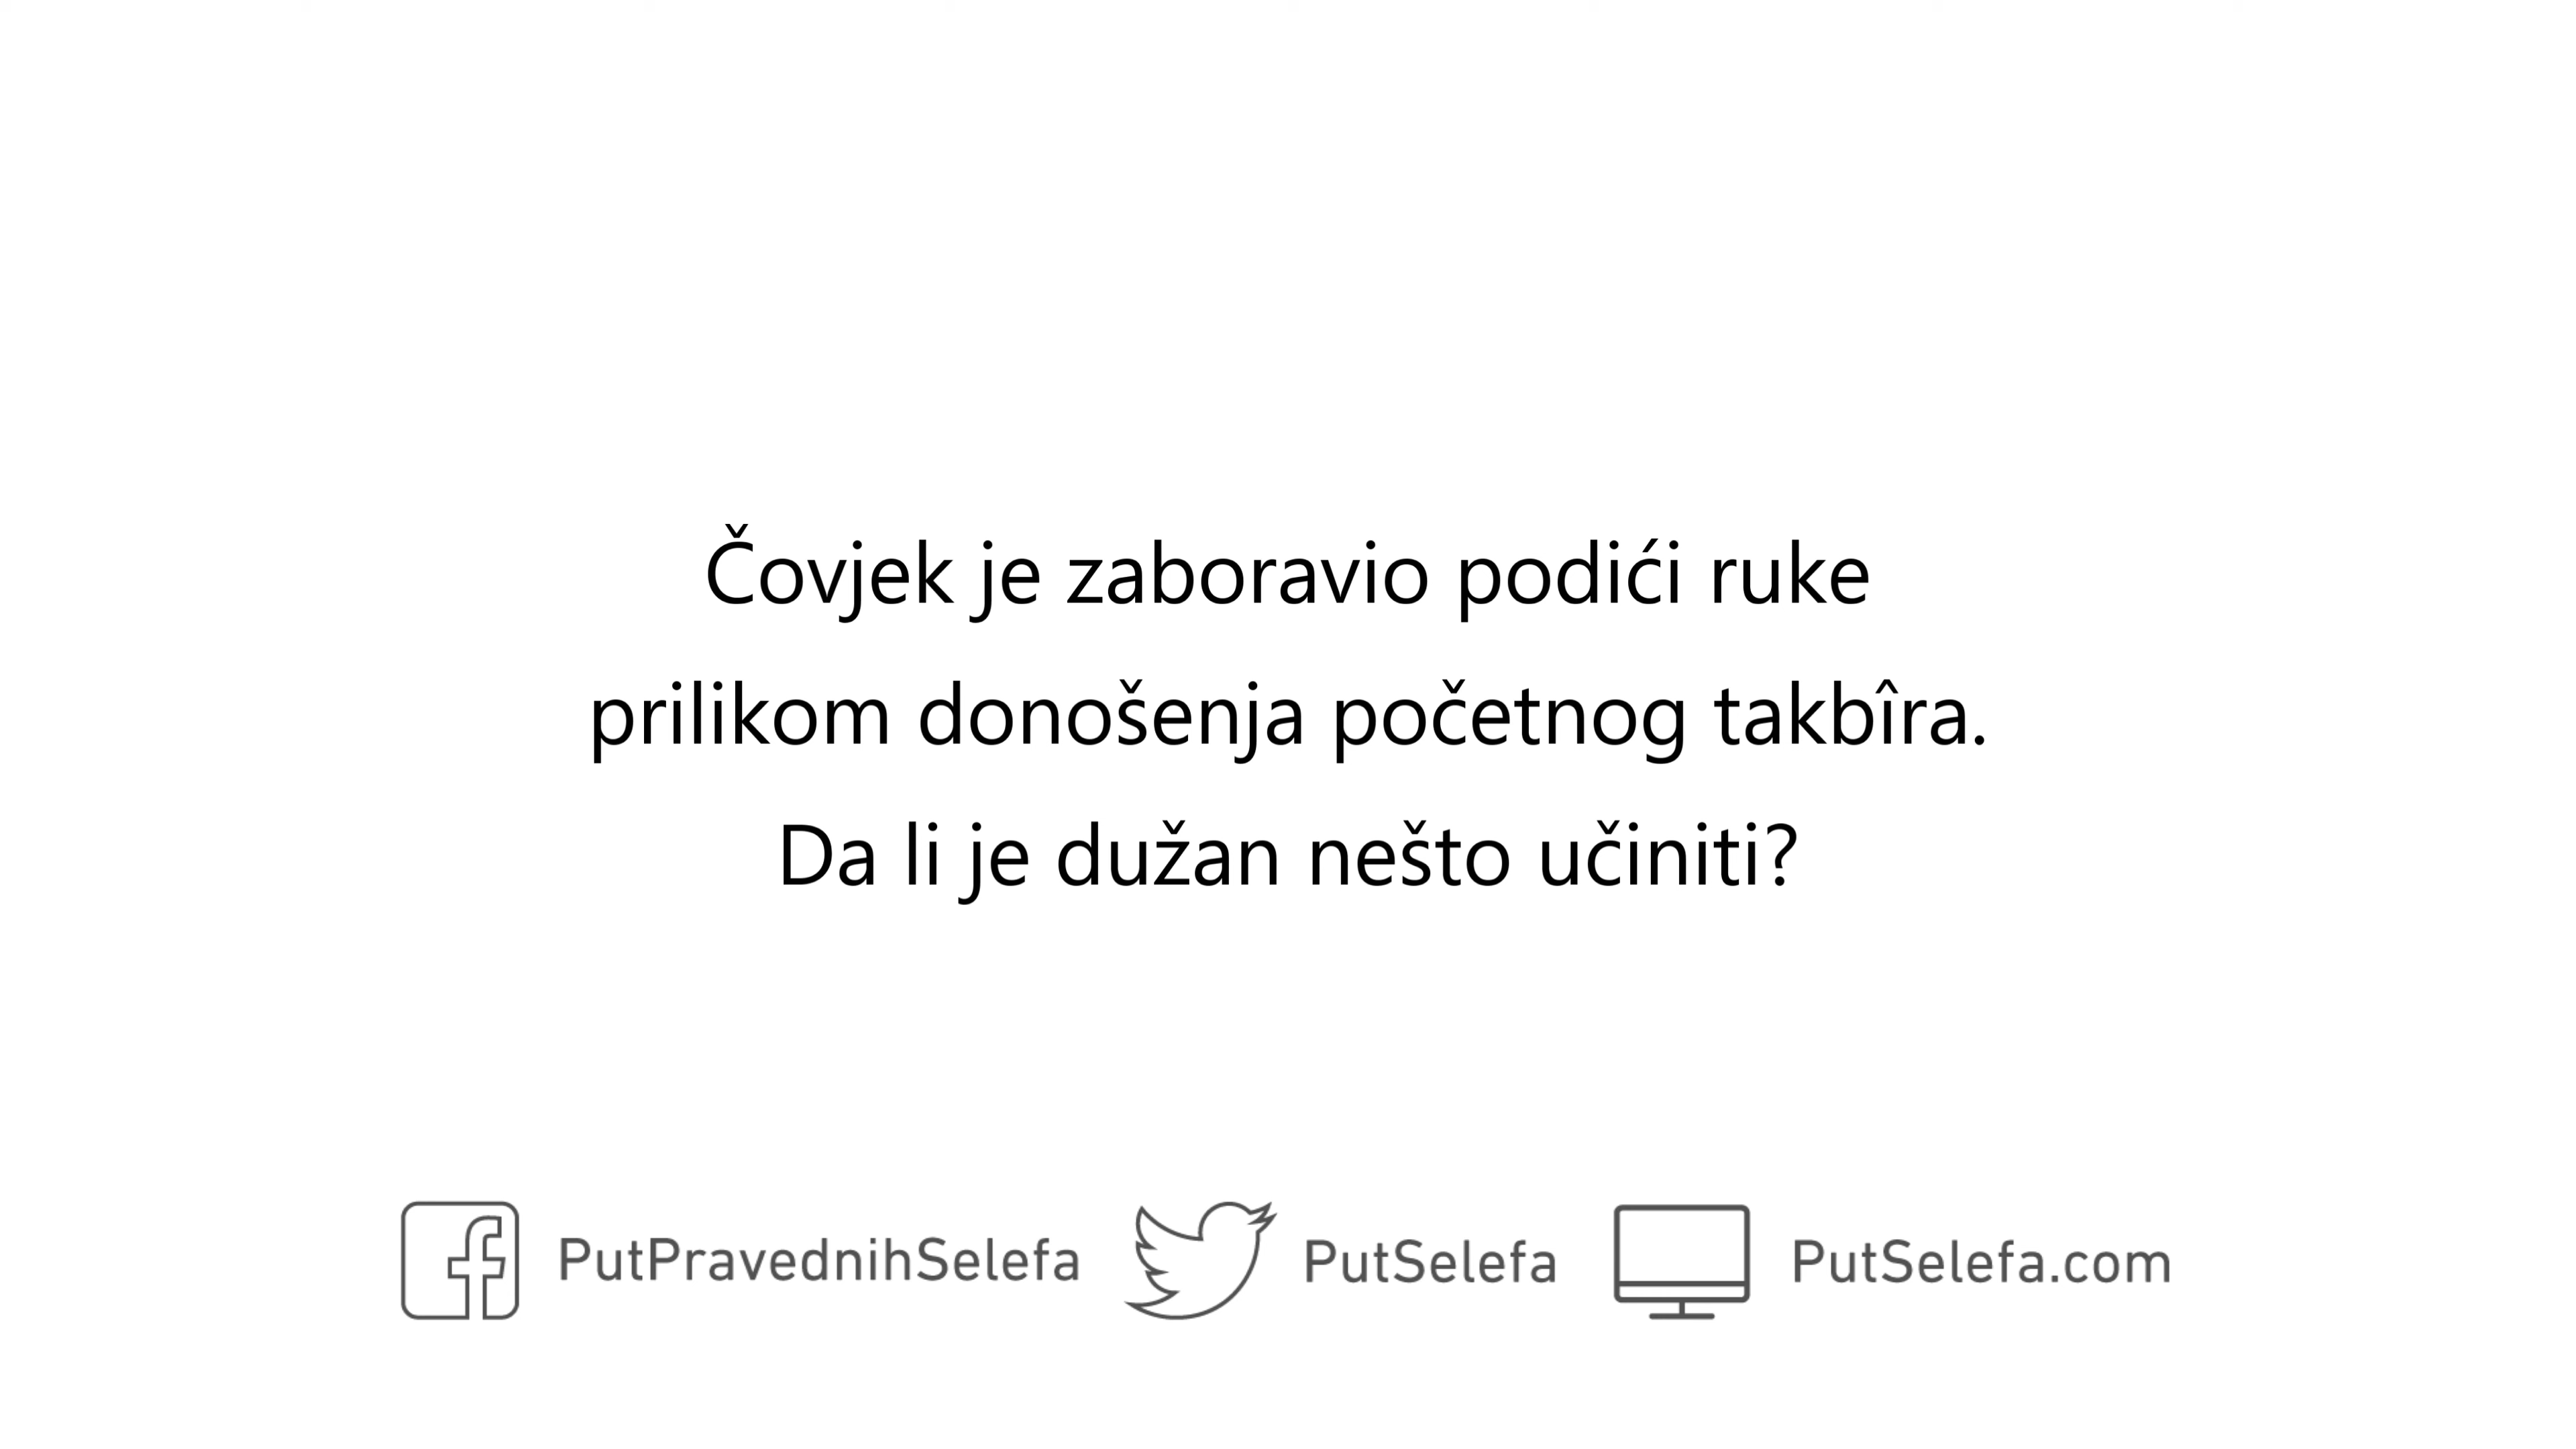 Čovjek je zaboravio podići ruke
prilikom donošenja početnog takbîra.
Da li je dužan nešto učiniti?
PutPravednihSelefa PutSelefa PutSelefa.com